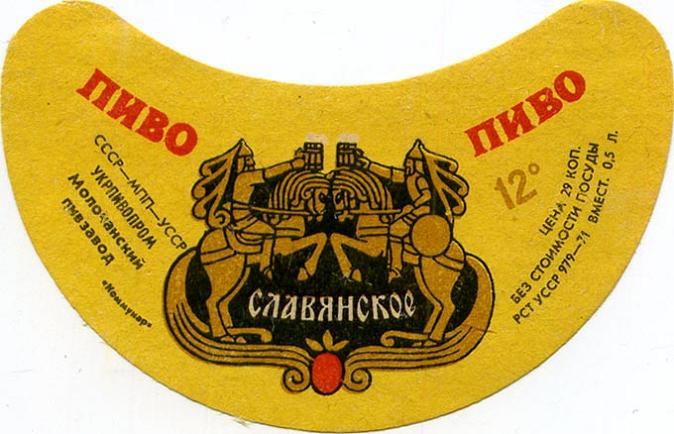 ПИВО
СССР—МПП—УССР
УКРПИВОПРОМ
Молочанский
ПИВЗАВОД
«Коммунар»
СЛАВЯНСКОЕ
ПИВО
12°
ЦЕНА 29 КОП.
БЕЗ СТОИМОСТИ ПОСУДЫ
РСТ УССР 979—74 ВМЕСТ. 0,5 Л.